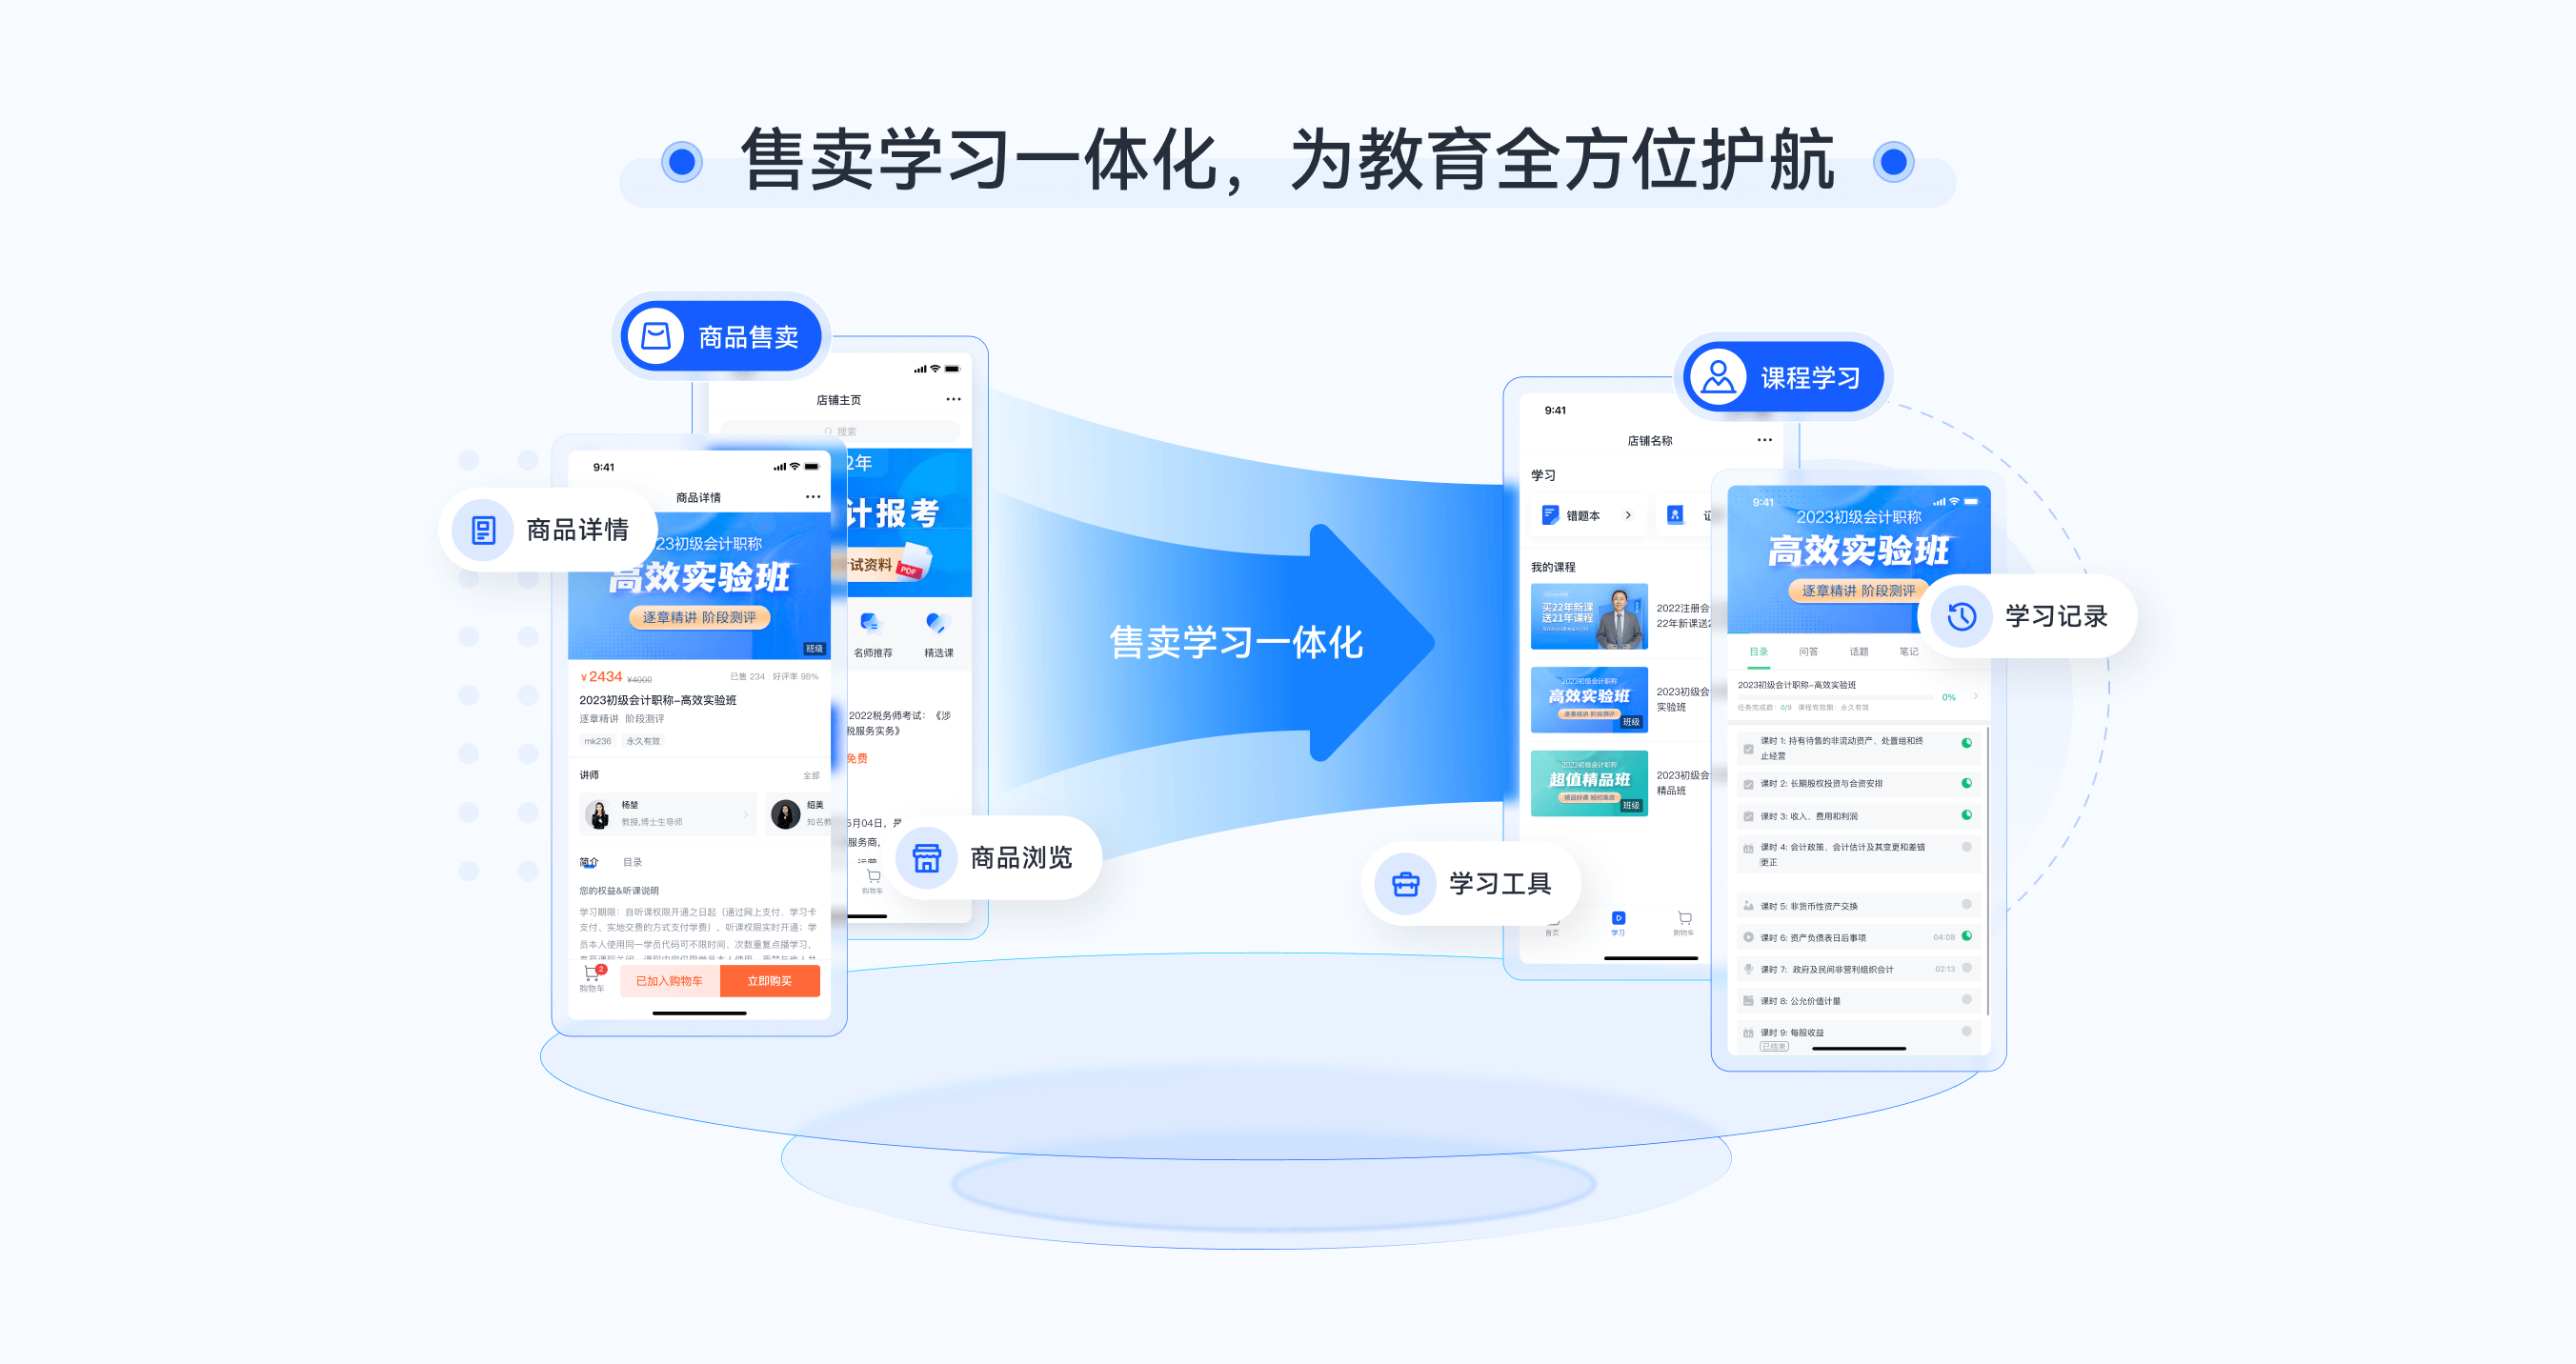 售卖学习一体化，为教育全方位护航
商品售卖
店铺主页
搜索
2年
计报考
试资料
PDF
名师推荐
精选课
2022税务师考试：《涉
税服务实务》
免费
5月04日，
服务商，
购物车
商品浏览
商品详情
9:41
商品详情
23初级会计职称
高效实验班
逐章精讲 阶段测评
班级
¥2434 ¥4000
已售 234 · 好评率 98%
2023初级会计职称-高效实验班
逐章精讲 阶段测评
mk236 永久有效
讲师
全部
杨堃
教授,博士生导师
绍美
知名教
简介
目录
您的权益&听课说明
学习期限：自听课权限开通之日起（通过网上支付、学习卡
支付、实地交费的方式支付学费），听课权限实时开通；学
员本人使用同一学员代码可不限时间、次数重复点播学习，
2
购物车
已加入购物车
立即购买
售卖学习一体化
课程学习
9:41
店铺名称
学习
错题本
我的课程
买22年新课
送21年课程
2022注册会
22年新课送2
2023初级会计职称
高效实验班
逐章精讲 阶段测评
班级
2023初级会
实验班
2023初级会计职称
超值精品班
精品好课 短时高效
班级
2023初级会
精品班
首页
学习
购物车
学习工具
9:41
2023初级会计职称
高效实验班
逐章精讲 阶段测评
学习记录
目录
问答
话题
笔记
2023初级会计职称-高效实验班
0%
任务完成数：0/9 课程有效期：永久有效
课时 1: 持有待售的非流动资产、处置组和终
止经营
课时 2: 长期股权投资与合资安排
课时 3: 收入、费用和利润
课时 4: 会计政策、会计估计及其变更和差错
更正
课时 5: 非货币性资产交换
课时 6: 资产负债表日后事项
04:08
课时 7: 政府及民间非营利组织会计
02:13
课时 8: 公允价值计量
课时 9: 每股收益
已结束